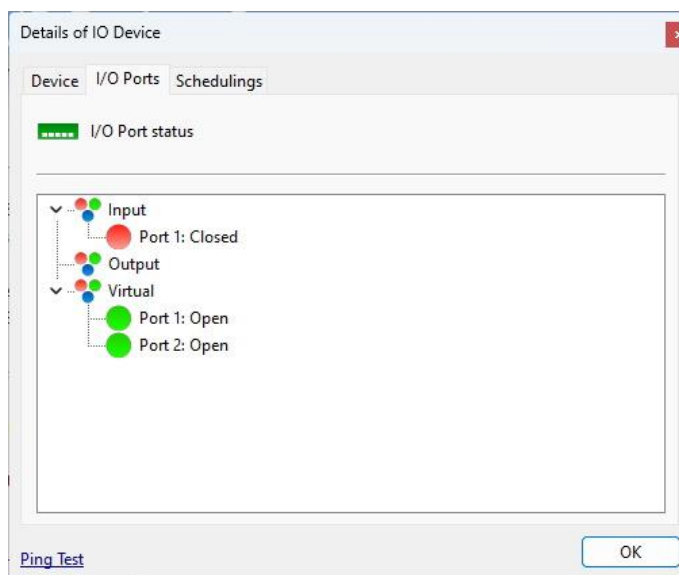 Details of IO Device
Device I/O Ports Schedulings
I/O Port status
Input
Port 1: Closed
Output
Virtual
Port 1: Open
Port 2: Open
Ping Test OK